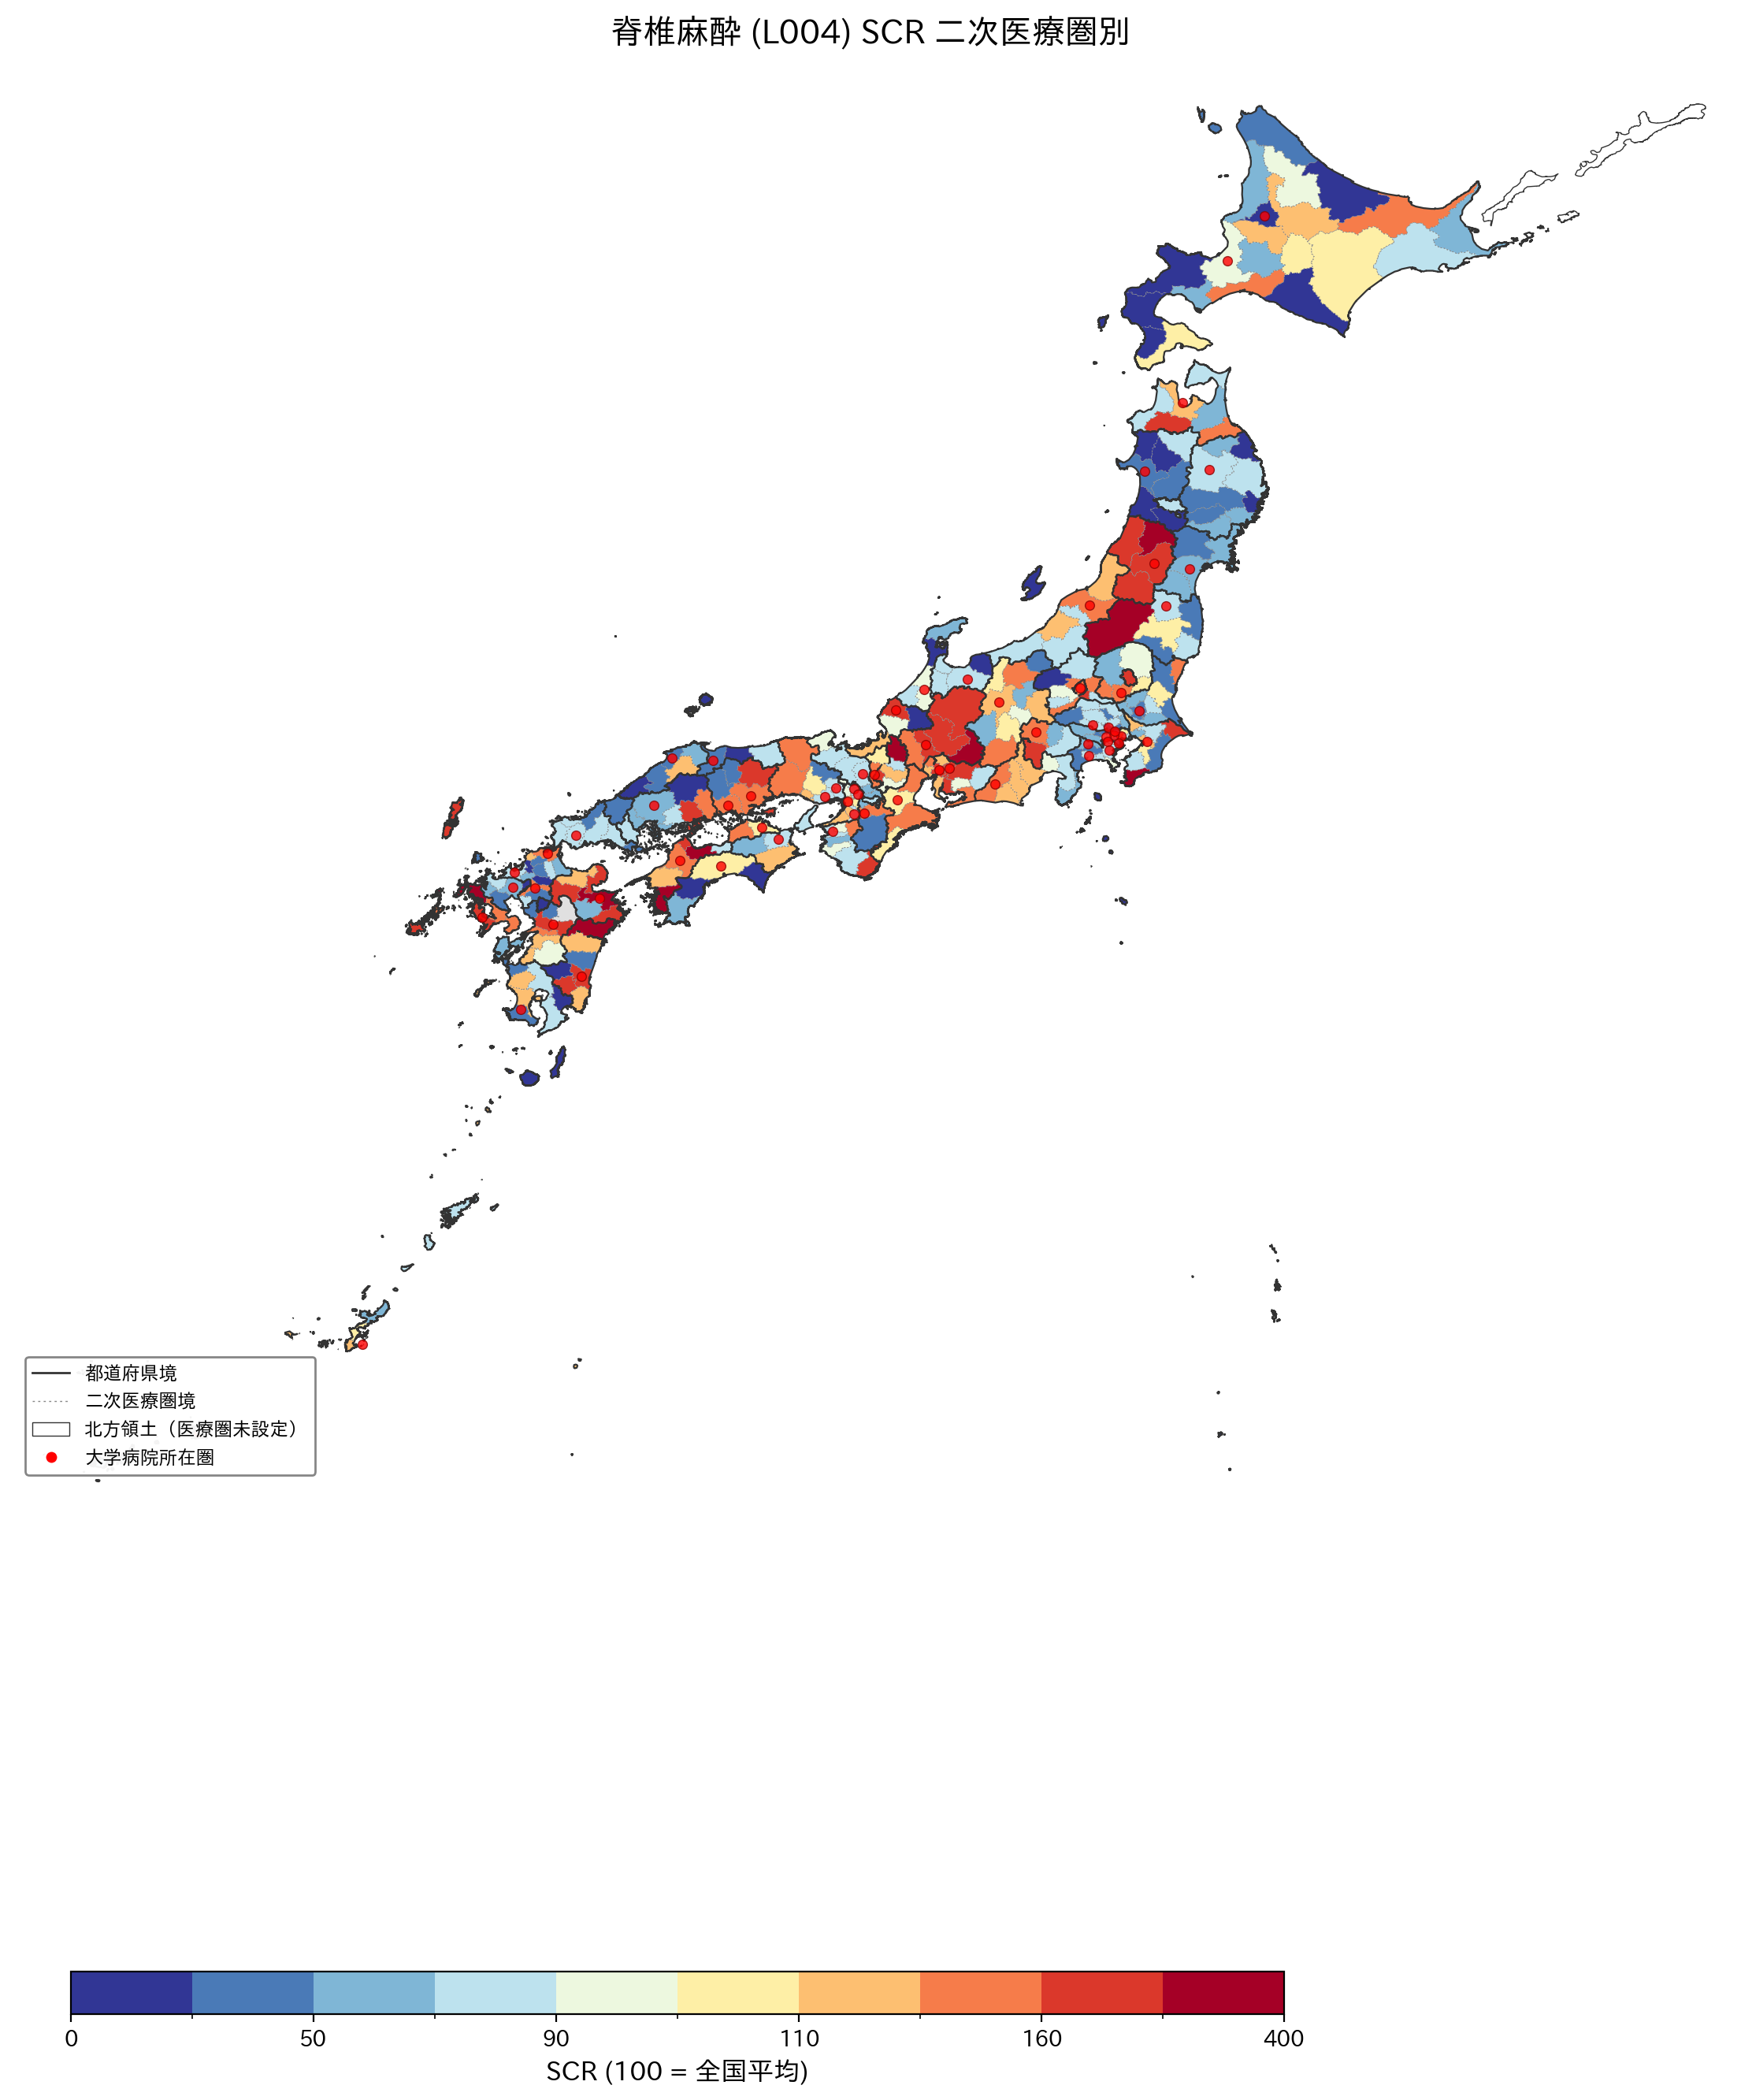 脊椎麻酔 (L004) SCR 二次医療圏別
都道府県境
二次医療圏境
北方領土（医療圏未設定）
大学病院所在圏
0 50 90 110 160 400
SCR (100 = 全国平均)